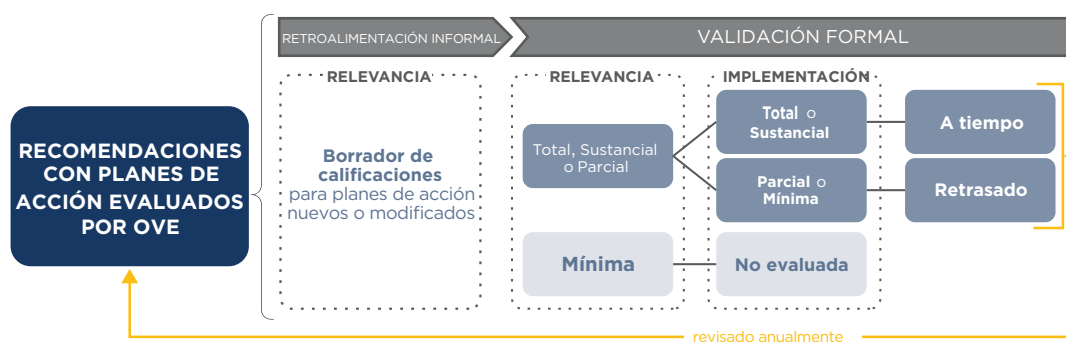 RETROALIMENTACIÓN INFORMAL
VALIDACIÓN FORMAL
RECOMENDACIONES
CON PLANES DE
ACCIÓN EVALUADOS
POR OVE
RELEVANCIA
Borrador de
calificaciones
para planes de acción
nuevos o modificados
RELEVANCIA
Total, Sustancial
o Parcial
Mínima
IMPLEMENTACIÓN
Total o
Sustancial
Parcial o
Mínima
No evaluada
A tiempo
Retrasado
revisado anualmente